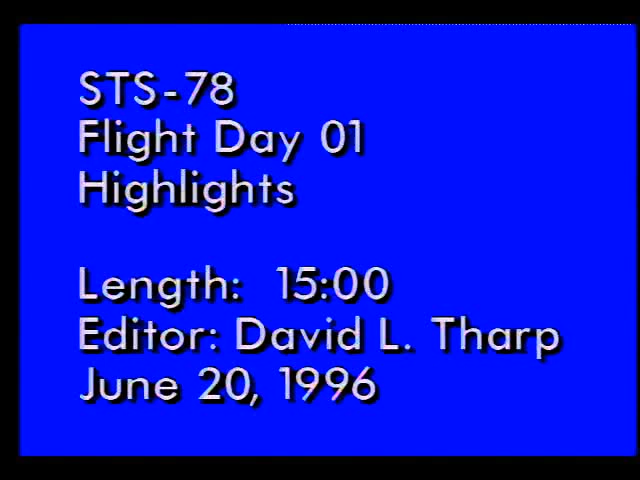 STS-78
Flight Day 01
Highlights
Length: 15:00
Editor: David L. Tharp
June 20, 1996